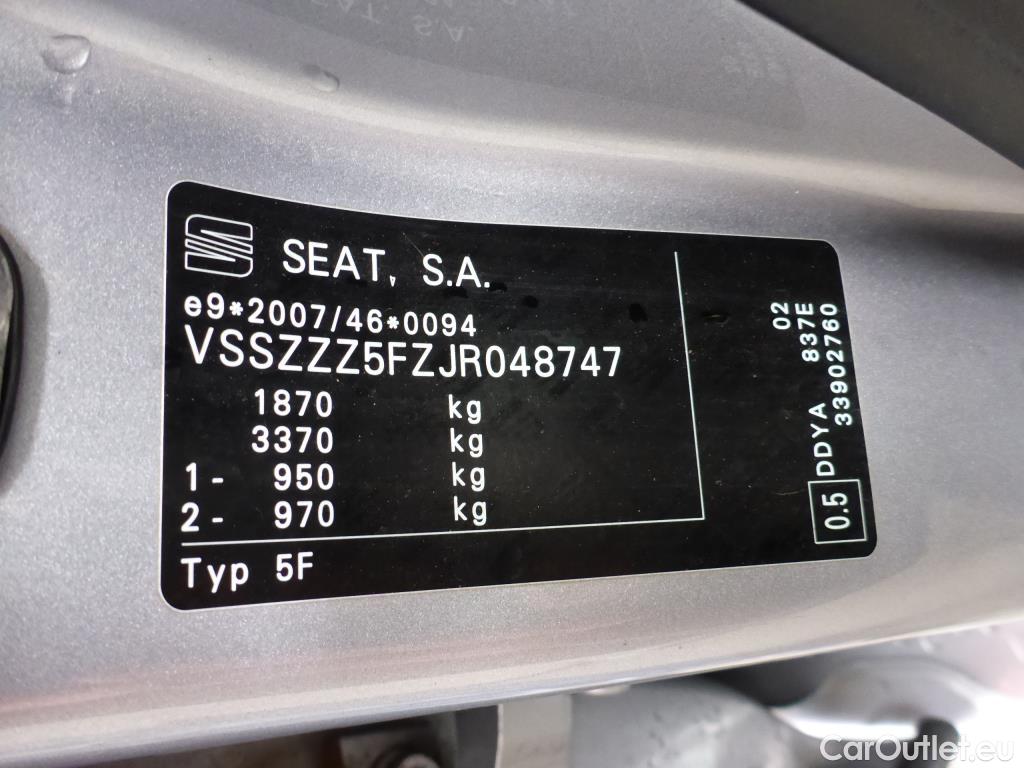 SEAT, S.A.
e9*2007/46*0094
VSSZZZ5FZJR048747
1870 kg
3370 kg
1- 950 kg
2- 970 kg
Typ 5F
0.5 DDYA 837E 02
33902760
CarOutlet.eu